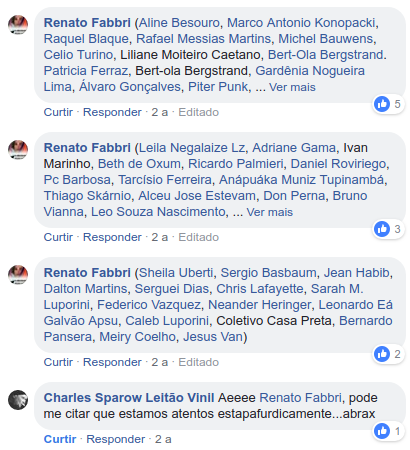 Renato Fabbri (Aline Besouro, Marco Antonio Konopacki,
Raquel Blaque, Rafael Messias Martins, Michel Bauwens,
Celio Turino, Liliane Moiteiro Caetano, Bert-Ola Bergstrand.
Patricia Ferraz, Bert-ola Bergstrand, Gardênia Nogueira
Lima, Álvaro Gonçalves, Piter Punk, ... Ver mais
5
Curtir · Responder · 2 a · Editado
Renato Fabbri (Leila Negalaize Lz, Adriane Gama, Ivan
Marinho, Beth de Oxum, Ricardo Palmieri, Daniel Roviriego,
Pc Barbosa, Tarcísio Ferreira, Anápuáka Muniz Tupinambá,
Thiago Skárnio, Alceu Jose Estevam, Don Perna, Bruno
Vianna, Leo Souza Nascimento, ... Ver mais
3
Curtir · Responder · 2 a · Editado
Renato Fabbri (Sheila Uberti, Sergio Basbaum, Jean Habib,
Dalton Martins, Serguei Dias, Chris Lafayette, Sarah M.
Luporini, Federico Vazquez, Neander Heringer, Leonardo Eá
Galvão Apsu, Caleb Luporini, Coletivo Casa Preta, Bernardo
Pansera, Meiry Coelho, Jesus Van)
2
Curtir · Responder · 2 a · Editado
Charles Sparow Leitão Vinil Aeeee Renato Fabbri, pode
me citar que estamos atentos estapafurdicamente...abrax
1
Curtir · Responder · 2 a